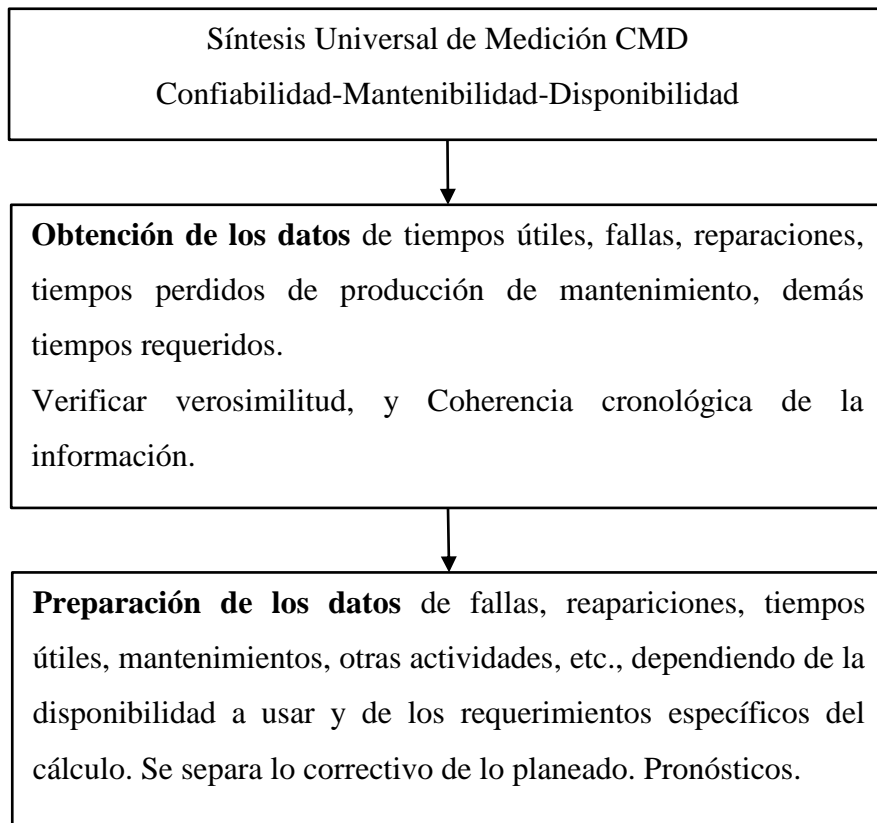 Síntesis Universal de Medición CMD
Confiabilidad-Mantenibilidad-Disponibilidad
Obtención de los datos de tiempos útiles, fallas, reparaciones,
tiempos perdidos de producción de mantenimiento, demás
tiempos requeridos.
Verificar verosimilitud, y Coherencia cronológica de la
información.
Preparación de los datos de fallas, reapariciones, tiempos
útiles, mantenimientos, otras actividades, etc., dependiendo de la
disponibilidad a usar y de los requerimientos específicos del
cálculo. Se separa lo correctivo de lo planeado. Pronósticos.